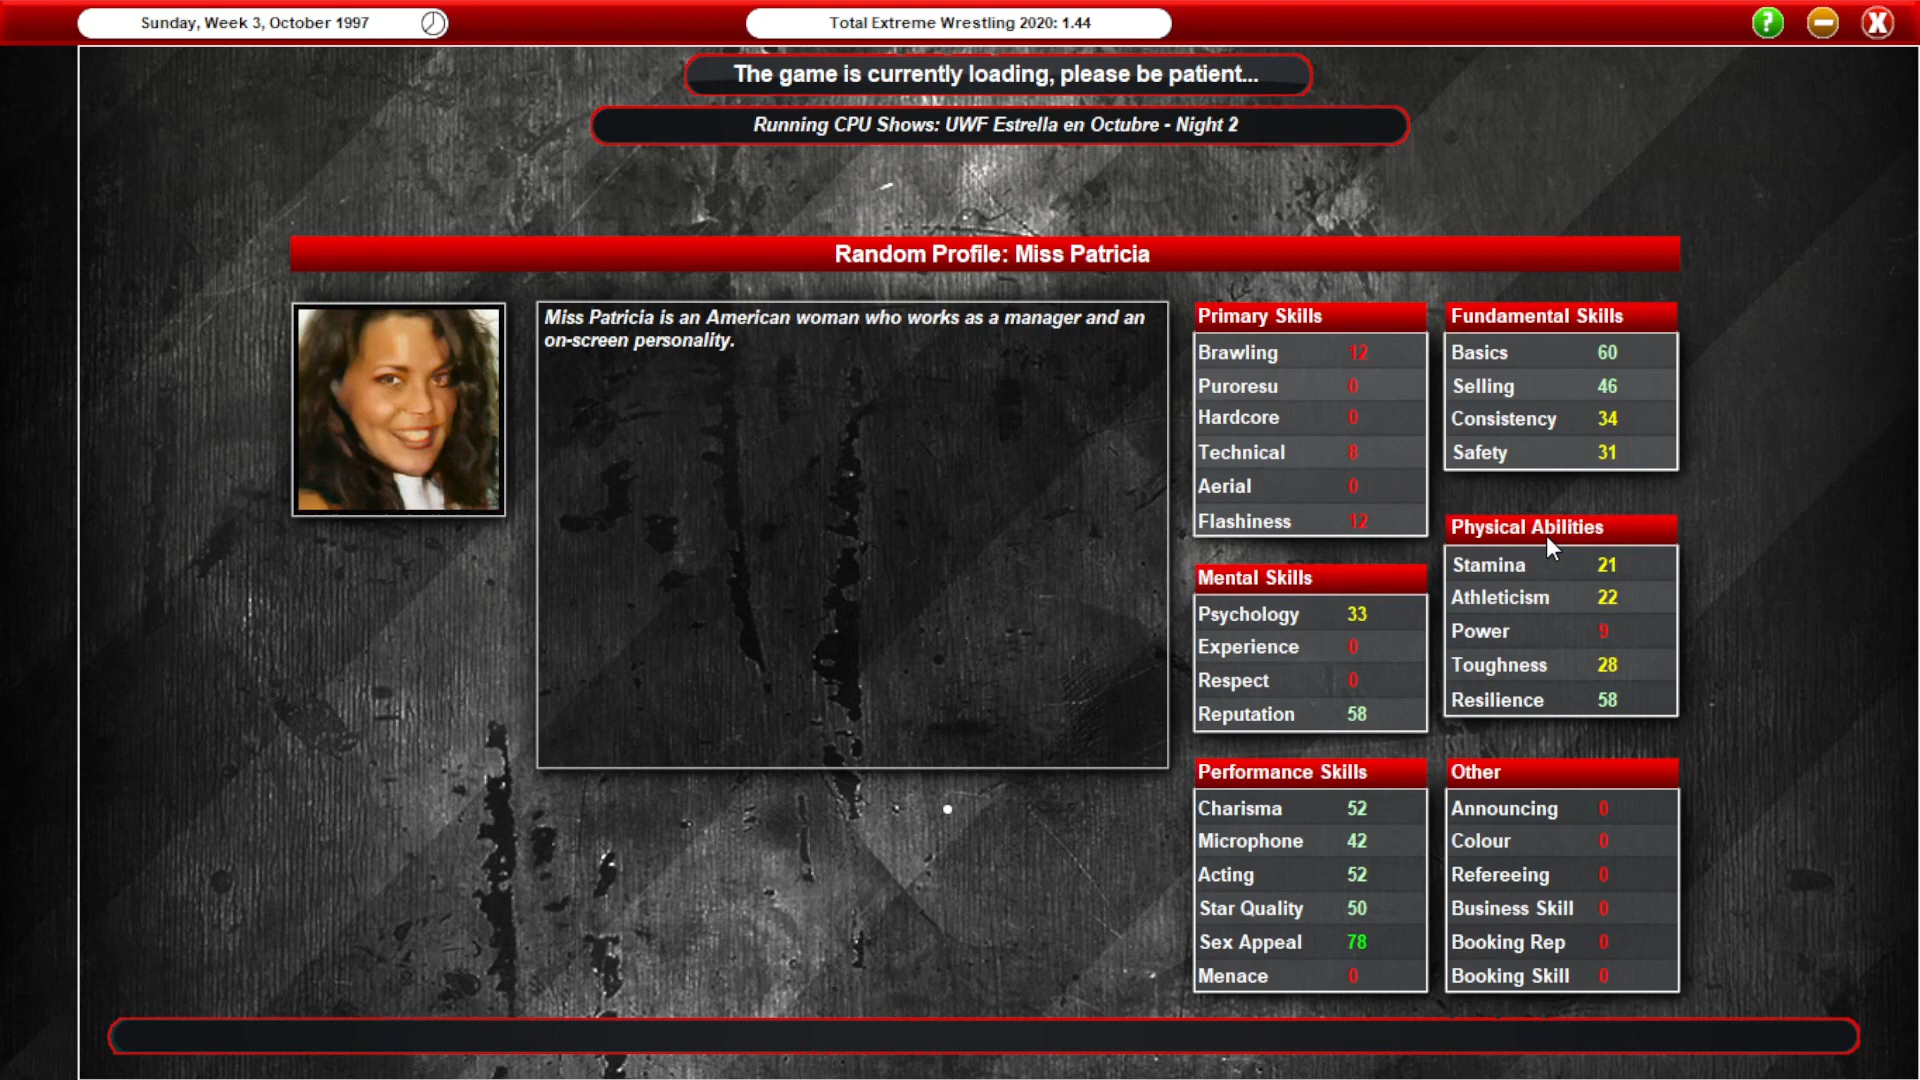 Sunday, Week 3, October 1997
Total Extreme Wrestling 2020: 1.44
?
X
The game is currently loading, please be patient...
Running CPU Shows: UWF Estrella en Octubre - Night 2
Random Profile: Miss Patricia
Miss Patricia is an American woman who works as a manager and an
on-screen personality.
Primary Skills
Brawling 12
Puroresu 0
Hardcore 0
Technical 8
Aerial 0
Flashiness 12
Mental Skills
Psychology 33
Experience 0
Respect 0
Reputation 58
Performance Skills
Charisma 52
Microphone 42
Acting 52
Star Quality 50
Sex Appeal 78
Menace 0
Fundamental Skills
Basics 60
Selling 46
Consistency 34
Safety 31
Physical Abilities
Stamina 21
Athleticism 22
Power 9
Toughness 28
Resilience 58
Other
Announcing 0
Colour 0
Refereeing 0
Business Skill 0
Booking Rep 0
Booking Skill 0